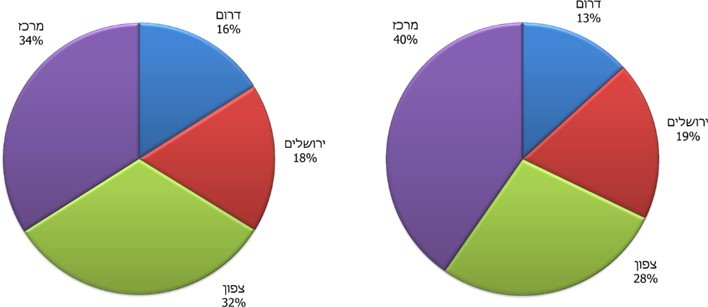 דרום
16%
ירושלים
18%
צפון
32%
מרכז
34%
דרום
13%
ירושלים
19%
צפון
28%
מרכז
40%